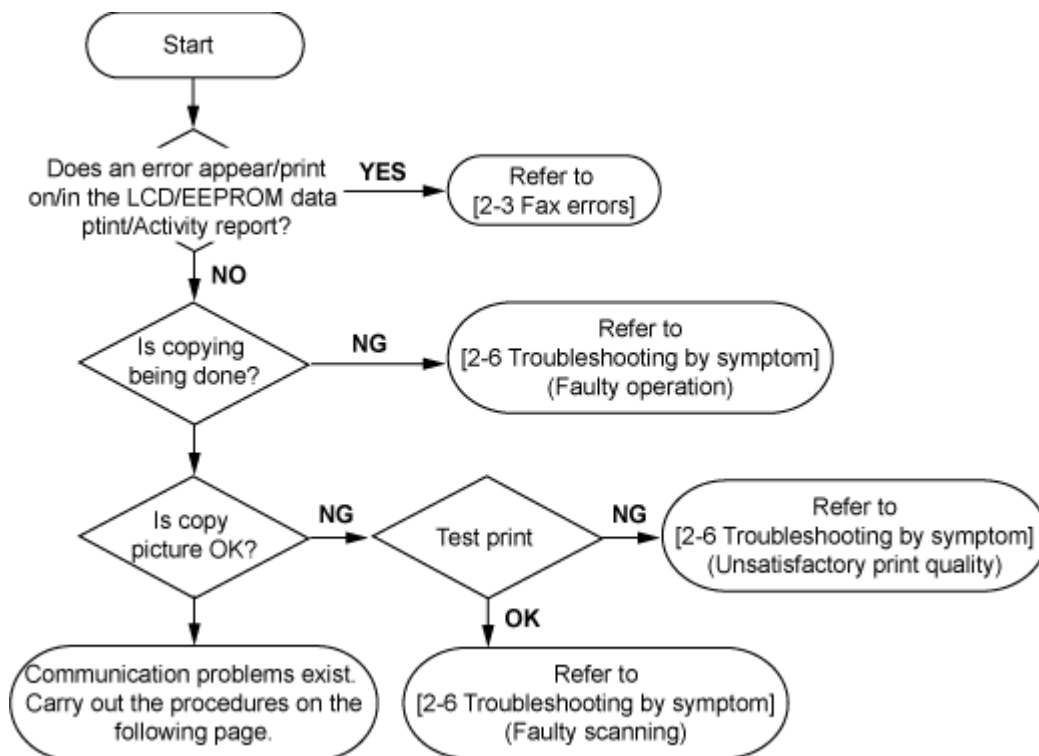 Start
Does an error appear/print
on/in the LCD/EEPROM data
ptint/Activity report?
YES
Refer to
[2-3 Fax errors]
NO
Is copying
being done?
NG
Refer to
[2-6 Troubleshooting by symptom]
(Faulty operation)
Is copy
picture OK?
NG
Test print
NG
Refer to
[2-6 Troubleshooting by symptom]
(Unsatisfactory print quality)
OK
Communication problems exist.
Carry out the procedures on the
following page.
Refer to
[2-6 Troubleshooting by symptom]
(Faulty scanning)